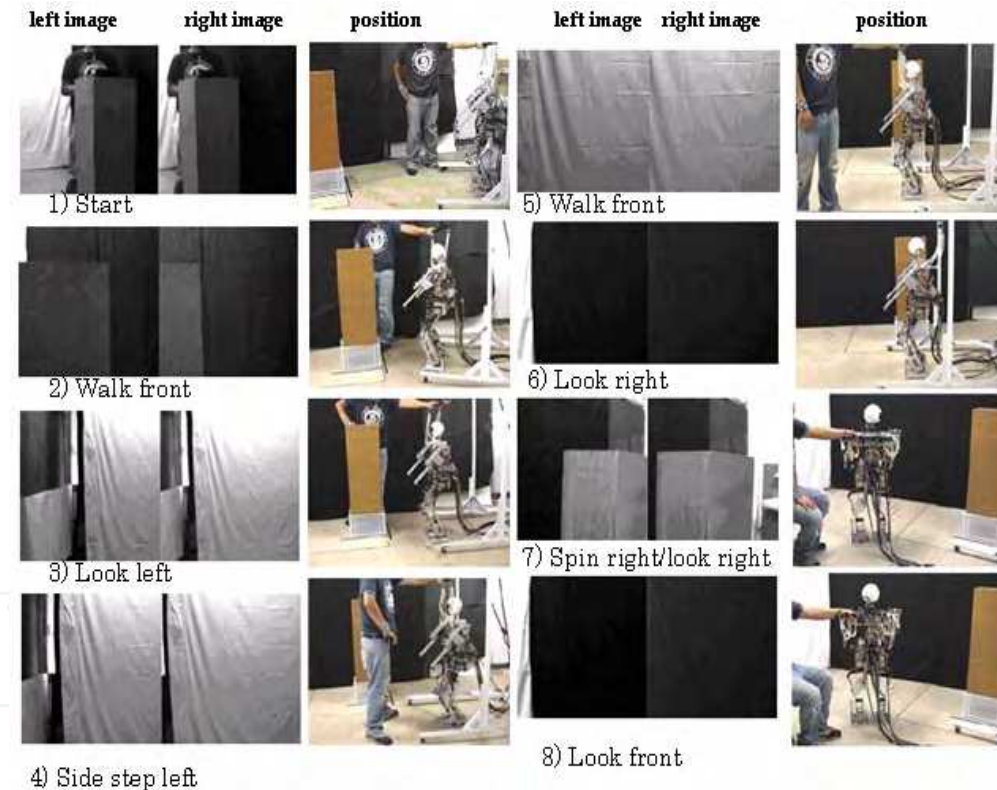 left image right image position left image right image position
1) Start
2) Walk front
3) Look left
4) Side step left
5) Walk front
6) Look right
7) Spin right/look right
8) Look front